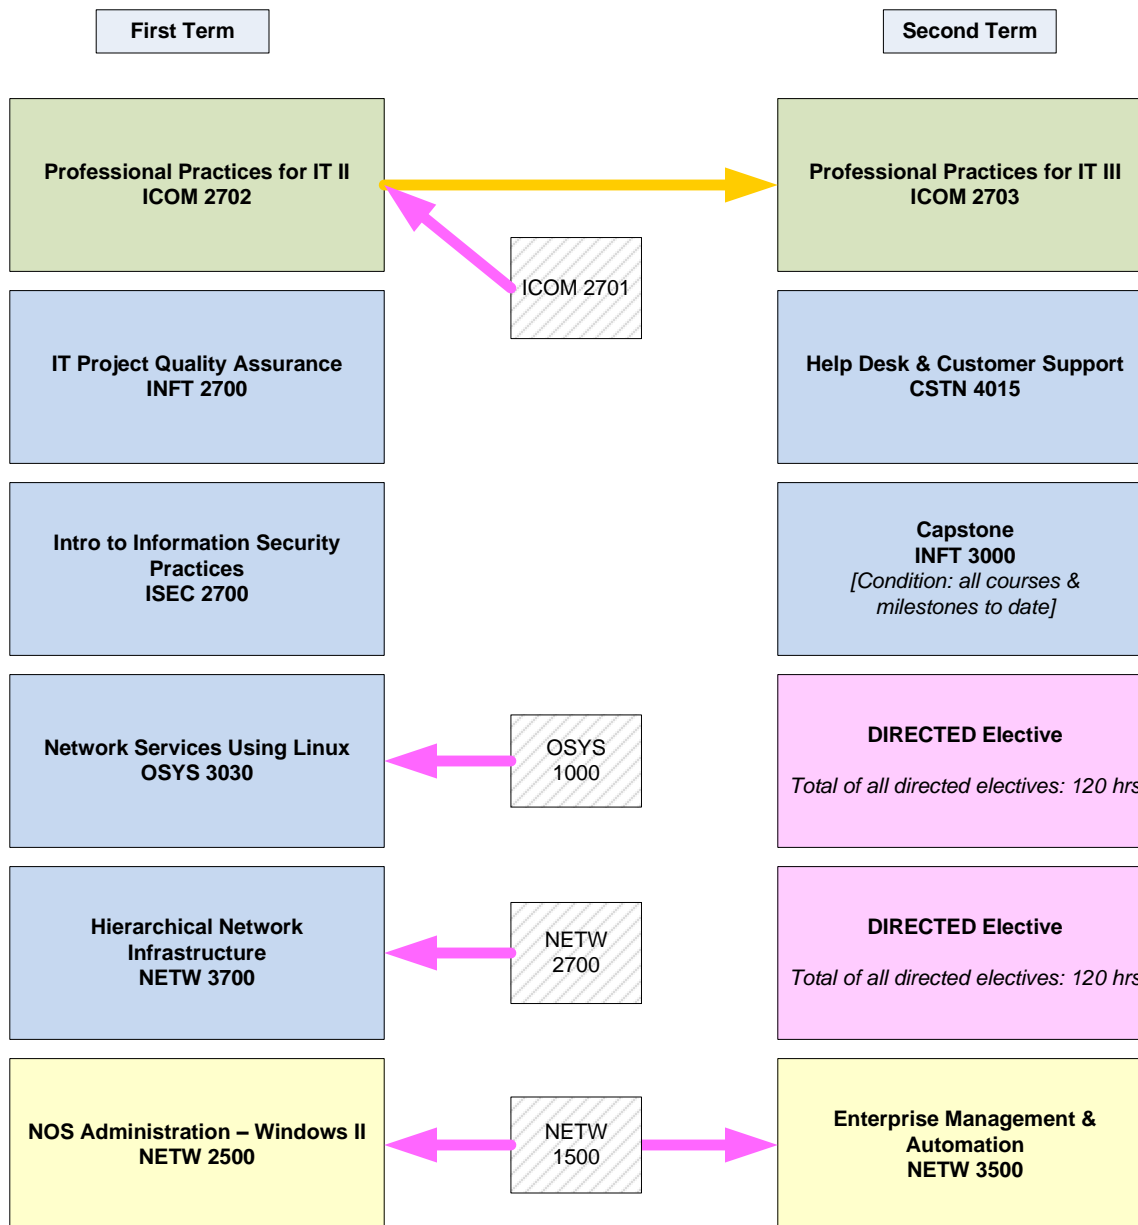 First Term
Second Term
Professional Practices for IT II
ICOM 2702
Professional Practices for IT III
ICOM 2703
ICOM 2701
IT Project Quality Assurance
INFT 2700
Help Desk & Customer Support
CSTN 4015
Intro to Information Security
Practices
ISEC 2700
Capstone
INFT 3000
[Condition: all courses &
milestones to date]
Network Services Using Linux
OSYS 3030
OSYS
1000
DIRECTED Elective
Total of all directed electives: 120 hrs
Hierarchical Network
Infrastructure
NETW 3700
NETW
2700
DIRECTED Elective
Total of all directed electives: 120 hrs
NOS Administration – Windows II
NETW 2500
NETW
1500
Enterprise Management &
Automation
NETW 3500